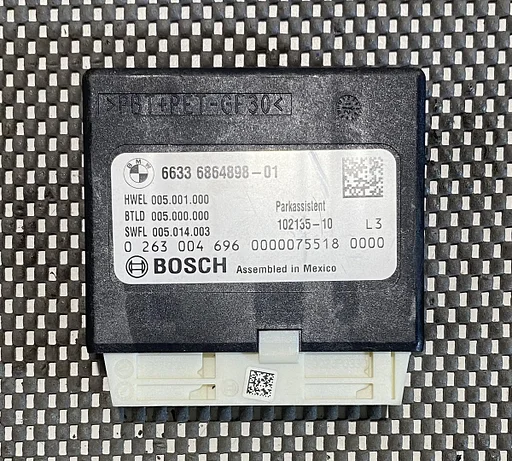 >PBT+PET-GF30<
BMW
6633 6864898-01
HWEL 005.001.000
BTLD 005.000.000
SWFL 005.014.003
Parkassistent
102135-10 L3
0 263 004 696 0000075518 0000
BOSCH Assembled in Mexico